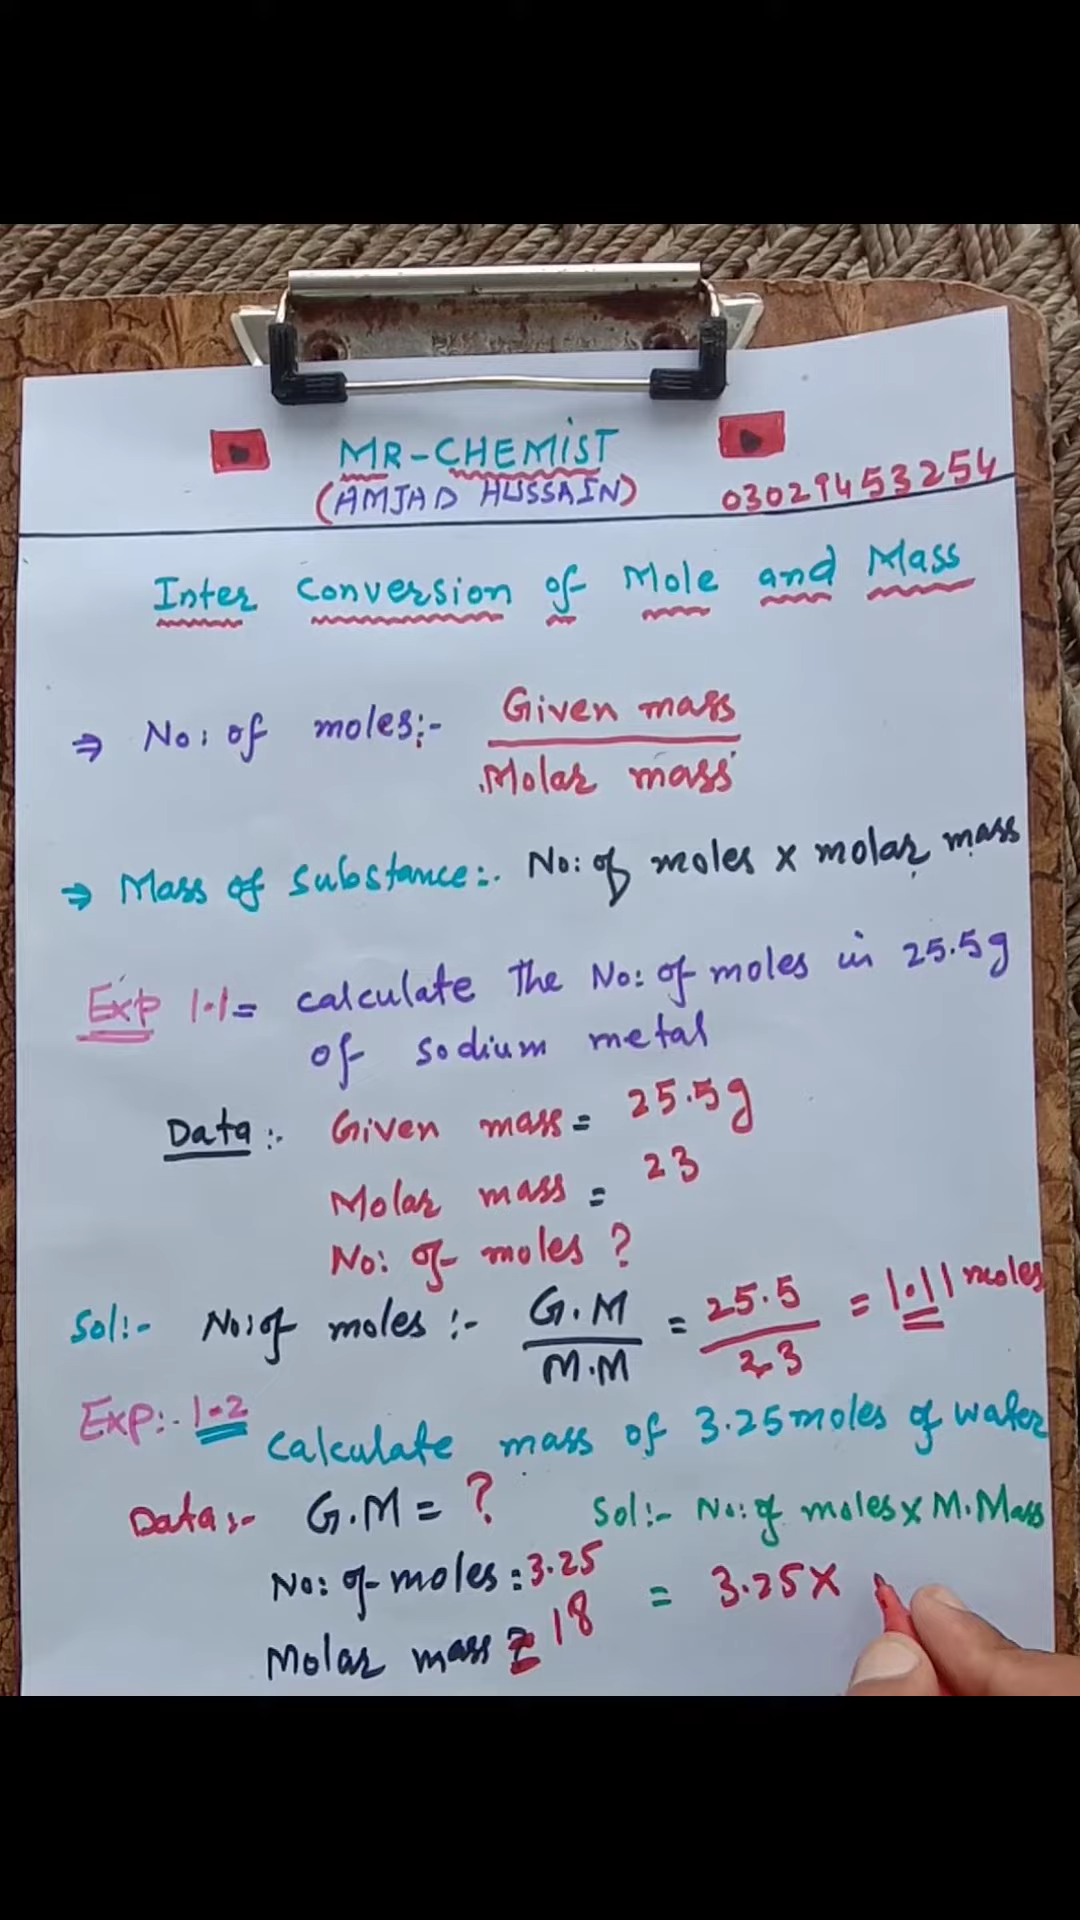 MR-CHEMIST
(AMJAD HUSSAIN) 03029453254
Inter Conversion of Mole and Mass
⇒ No: of moles:- Given mass
Molar mass
⇒ Mass of Substance:. No: of moles x molar mass
Exp 1.1= calculate The No: of moles in 25.5g
of sodium metal
Data:. Given mass = 25.5g
Molar mass = 23
No: of moles ?
Sol:- No: of moles :- G.M = 25.5 = 1.11 moles
M.M 23
Exp:- 1.2
Calculate mass of 3.25 moles of water
Data:- G.M = ? Sol:- No: of moles x M.Mass
No: of moles: 3.25 = 3.25 X
Molar mass = 18